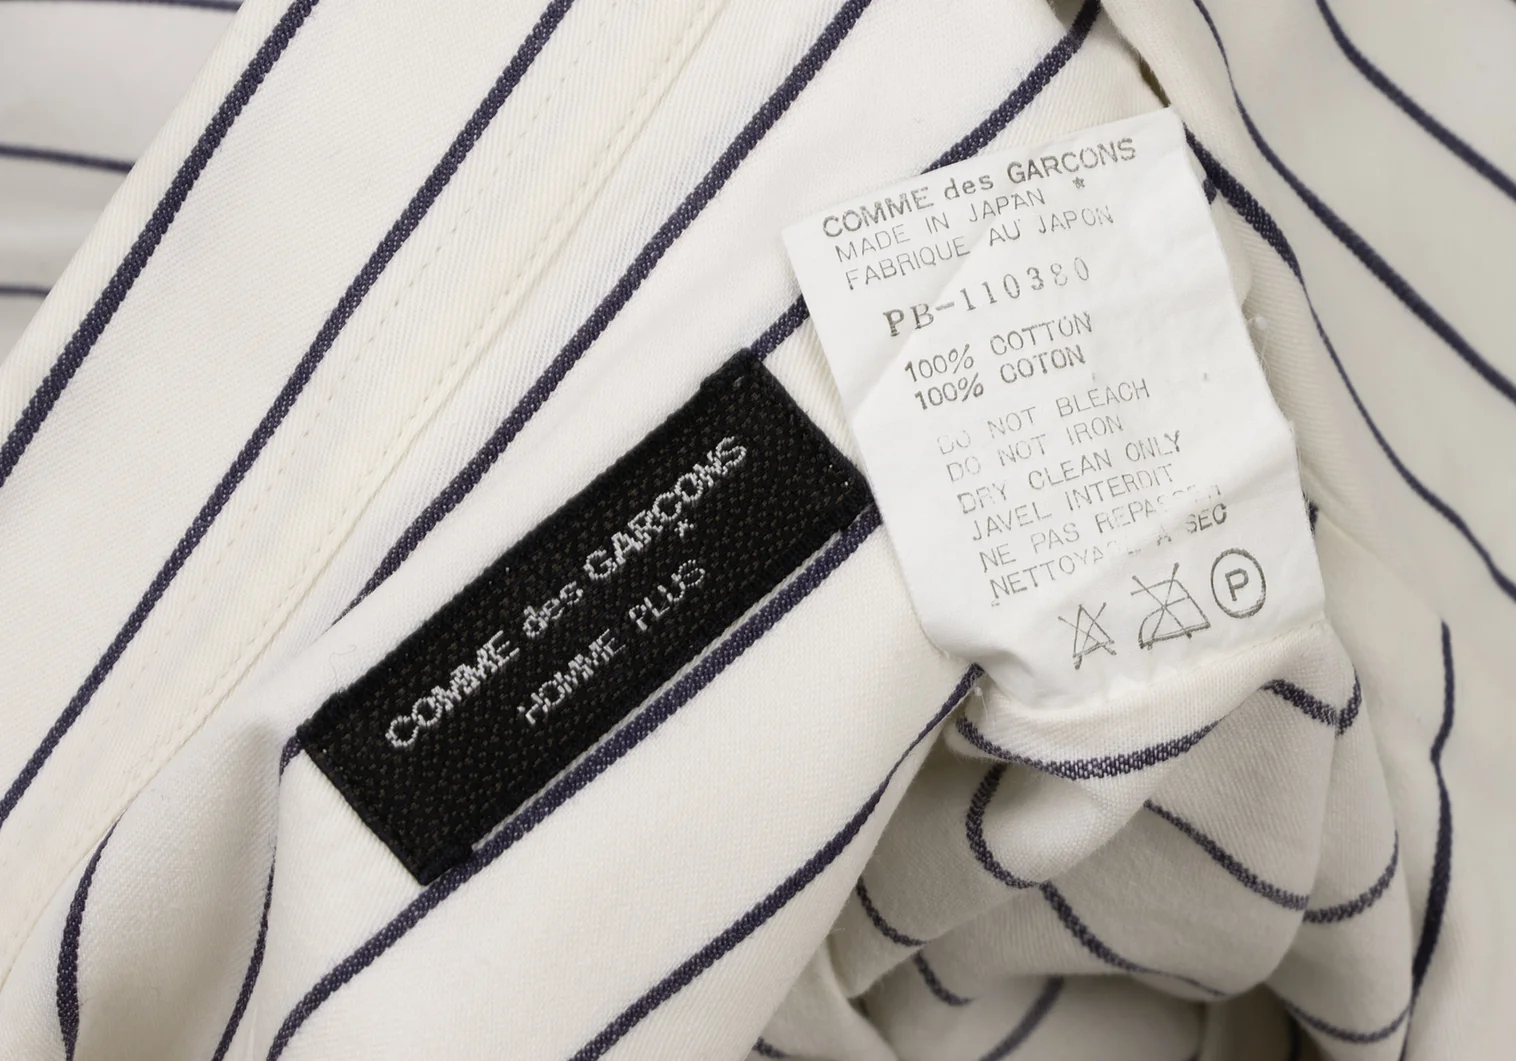 COMME des GARCONS
*
MADE IN JAPAN
FABRIQUE AU JAPON
PB-110380
100% COTTON
100% COTON
DO NOT BLEACH
DO NOT IRON
DRY CLEAN ONLY
JAVEL INTERDIT
NE PAS REPASSER
NETTOYAGE A SEC
P
COMME des GARCONS
*
HOMME PLUS